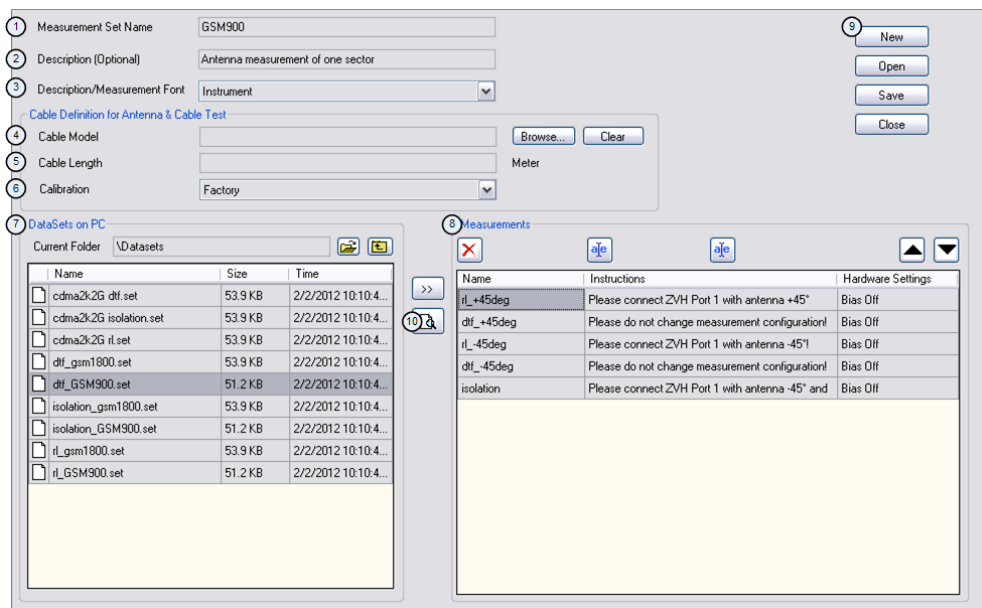 1 Measurement Set Name GSM900
2 Description (Optional) Antenna measurement of one sector
3 Description/Measurement Font Instrument
Cable Definition for Antenna & Cable Test
4 Cable Model Browse... Clear
5 Cable Length Meter
6 Calibration Factory
9 New
Open
Save
Close
7 DataSets on PC
Current Folder \Datasets
Name Size Time
cdma2k2G dtf.set 53.9 KB 2/2/2012 10:10:4...
cdma2k2G isolation.set 53.9 KB 2/2/2012 10:10:4...
cdma2k2G rl.set 53.9 KB 2/2/2012 10:10:4...
dtf_gsm1800.set 53.9 KB 2/2/2012 10:10:4...
dtf_GSM900.set 51.2 KB 2/2/2012 10:10:4...
isolation_gsm1800.set 53.9 KB 2/2/2012 10:10:4...
isolation_GSM900.set 51.2 KB 2/2/2012 10:10:4...
rl_gsm1800.set 53.9 KB 2/2/2012 10:10:4...
rl_GSM900.set 51.2 KB 2/2/2012 10:10:4...
>>
10
8 Measurements
a͏e a͏e
Name Instructions Hardware Settings
rl_+45deg Please connect ZVH Port 1 with antenna +45° Bias Off
dtf_+45deg Please do not change measurement configuration! Bias Off
rl_-45deg Please connect ZVH Port 1 with antenna -45°! Bias Off
dtf_-45deg Please do not change measurement configuration! Bias Off
isolation Please connect ZVH Port 1 with antenna -45° and Bias Off